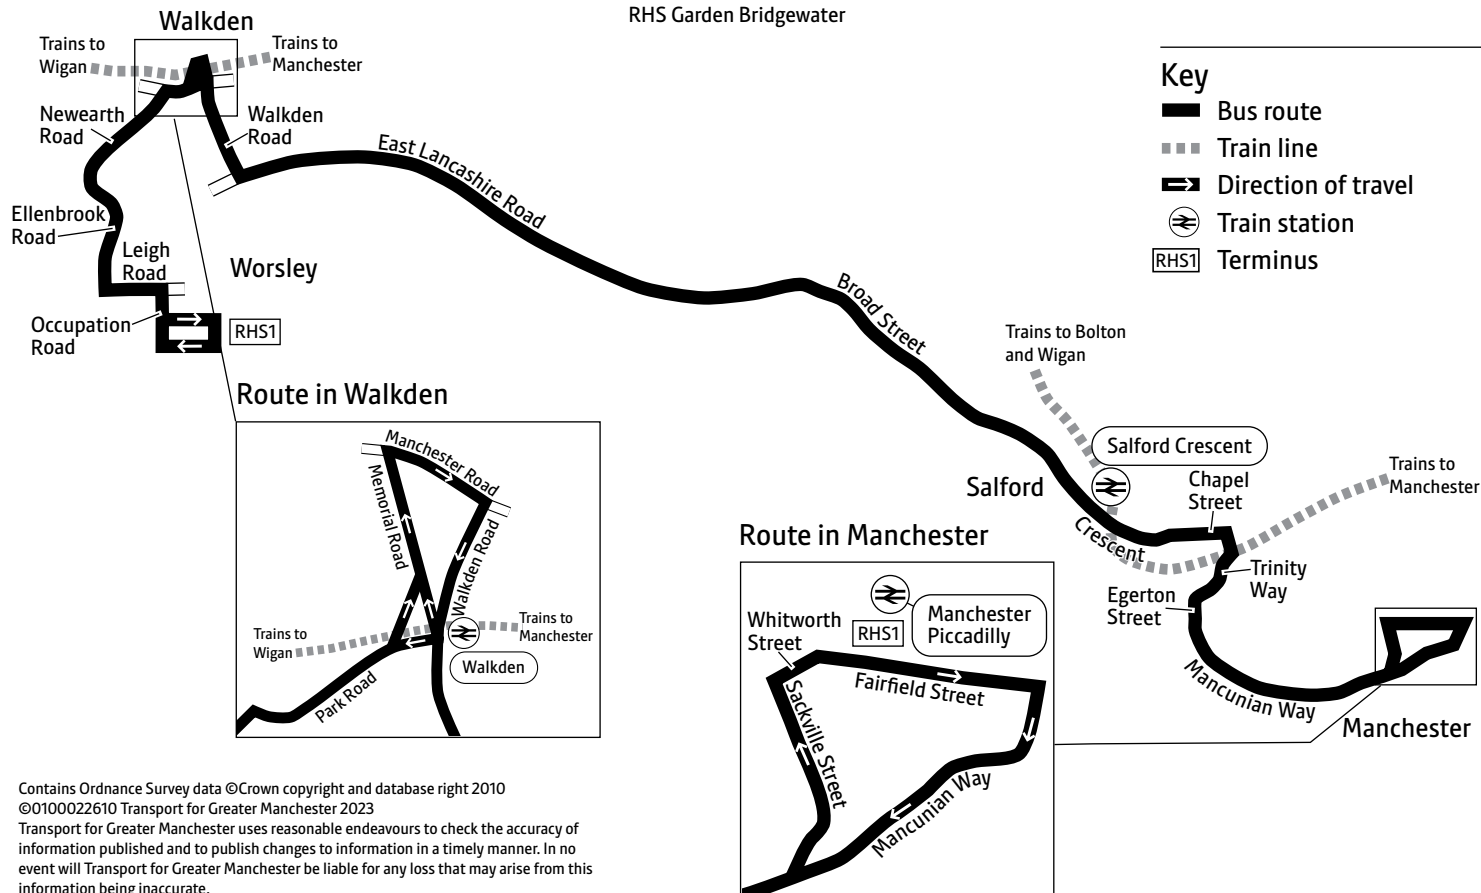 RHS Garden Bridgewater
Walkden
Trains to
Wigan
Trains to
Manchester
Newearth
Road
Walkden
Road
East Lancashire Road
Ellenbrook
Road
Leigh
Road
Worsley
Occupation
Road
RHS1
Broad Street
Key
Bus route
Train line
Direction of travel
Train station
RHS1 Terminus
Trains to Bolton
and Wigan
Salford Crescent
Salford
Crescent
Chapel
Street
Trains to
Manchester
Trinity
Way
Egerton
Street
Mancunian Way
Manchester
Route in Walkden
Manchester Road
Memorial Road
Walkden Road
Trains to
Wigan
Trains to
Manchester
Walkden
Park Road
Route in Manchester
Whitworth
Street
RHS1
Manchester
Piccadilly
Fairfield Street
Sackville Street
Mancunian Way
Contains Ordnance Survey data ©Crown copyright and database right 2010
©0100022610 Transport for Greater Manchester 2023
Transport for Greater Manchester uses reasonable endeavours to check the accuracy of
information published and to publish changes to information in a timely manner. In no
event will Transport for Greater Manchester be liable for any loss that may arise from this
information being inaccurate.